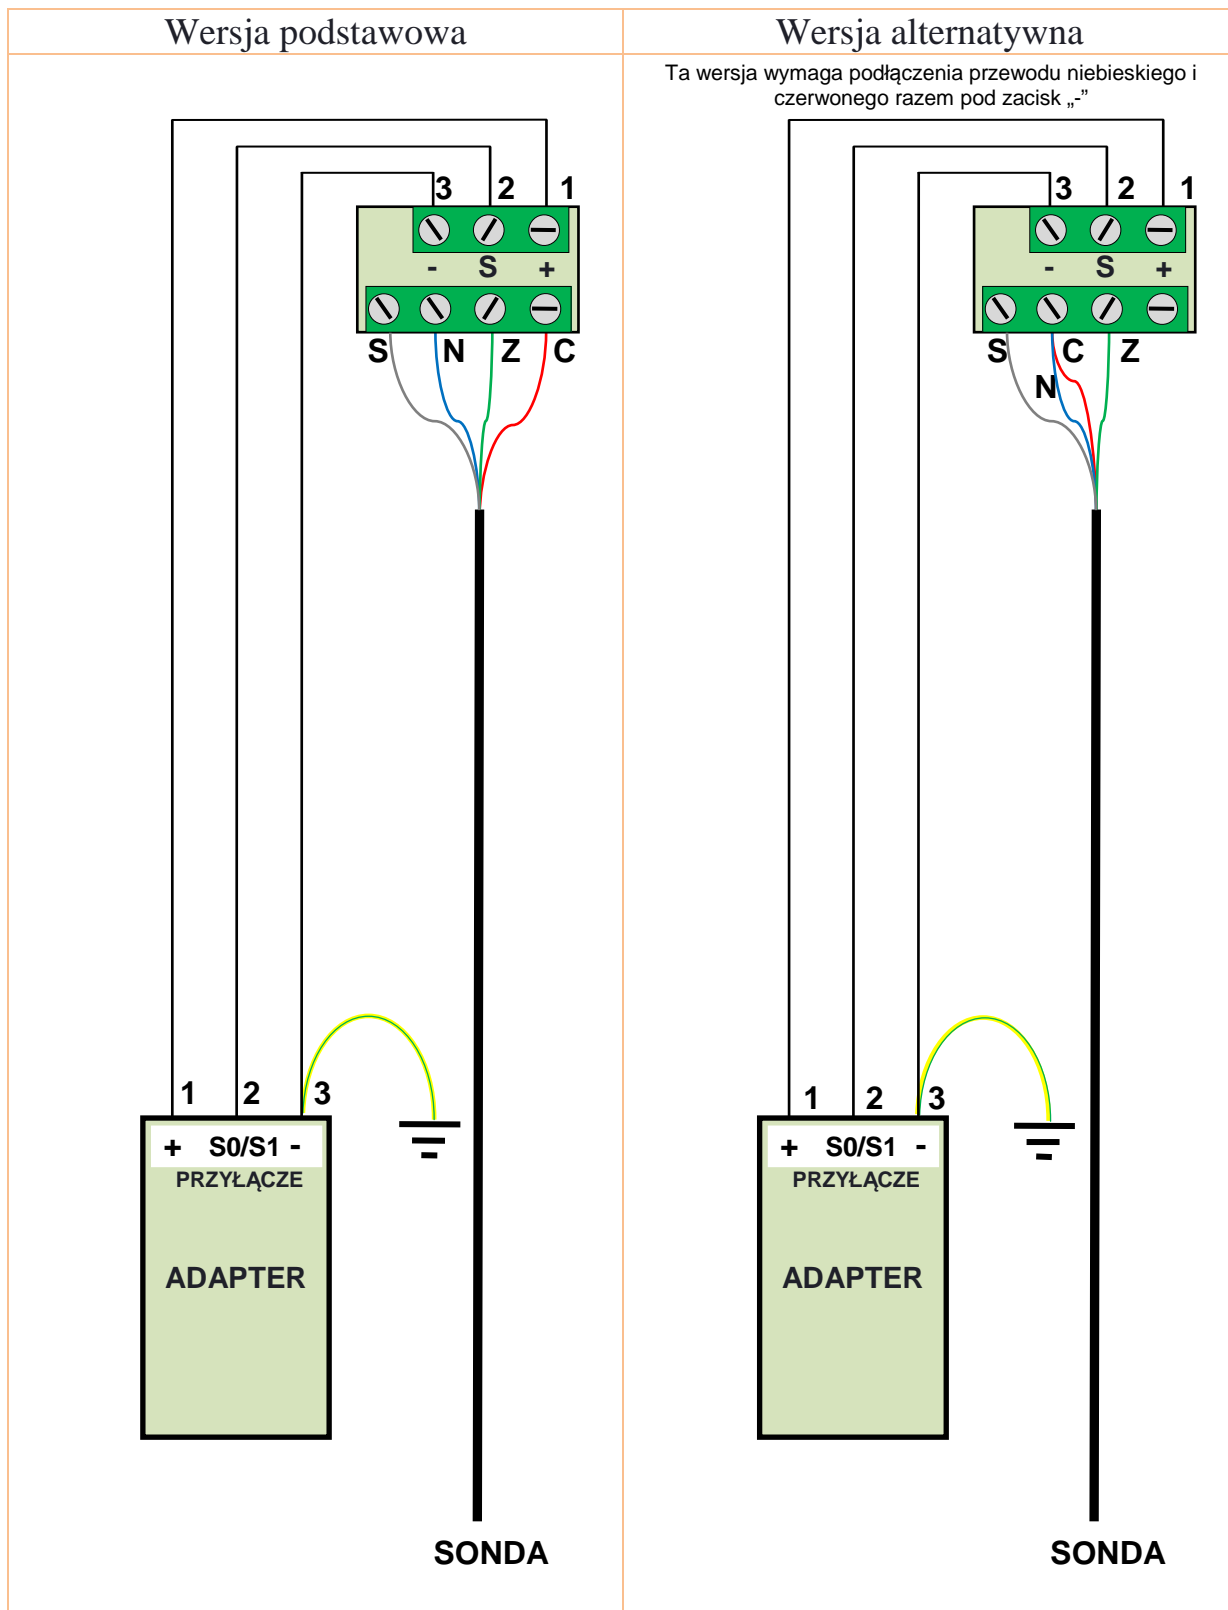 Wersja podstawowa
Wersja alternatywna
Ta wersja wymaga podłączenia przewodu niebieskiego i
czerwonego razem pod zacisk „-”
3 2 1
- S +
S N Z C
1 2 3
+ S0/S1 -
PRZYŁĄCZE
ADAPTER
SONDA
3 2 1
- S +
S C Z
N
1 2 3
+ S0/S1 -
PRZYŁĄCZE
ADAPTER
SONDA